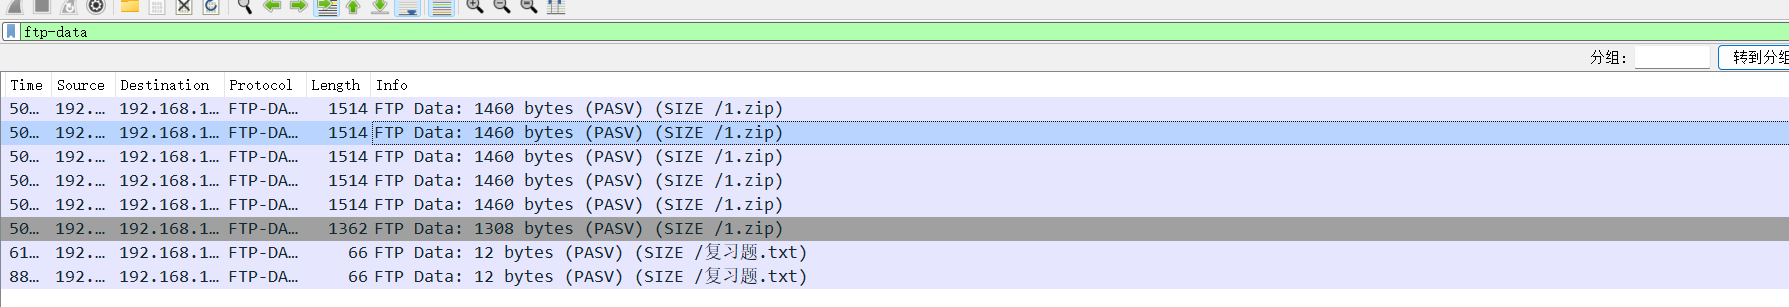 ftp-data
分组: 转到分组
Time Source Destination Protocol Length Info
50… 192.… 192.168.1… FTP-DA… 1514 FTP Data: 1460 bytes (PASV) (SIZE /1.zip)
50… 192.… 192.168.1… FTP-DA… 1514 FTP Data: 1460 bytes (PASV) (SIZE /1.zip)
50… 192.… 192.168.1… FTP-DA… 1514 FTP Data: 1460 bytes (PASV) (SIZE /1.zip)
50… 192.… 192.168.1… FTP-DA… 1514 FTP Data: 1460 bytes (PASV) (SIZE /1.zip)
50… 192.… 192.168.1… FTP-DA… 1514 FTP Data: 1460 bytes (PASV) (SIZE /1.zip)
50… 192.… 192.168.1… FTP-DA… 1362 FTP Data: 1308 bytes (PASV) (SIZE /1.zip)
61… 192.… 192.168.1… FTP-DA… 66 FTP Data: 12 bytes (PASV) (SIZE /复习题.txt)
88… 192.… 192.168.1… FTP-DA… 66 FTP Data: 12 bytes (PASV) (SIZE /复习题.txt)